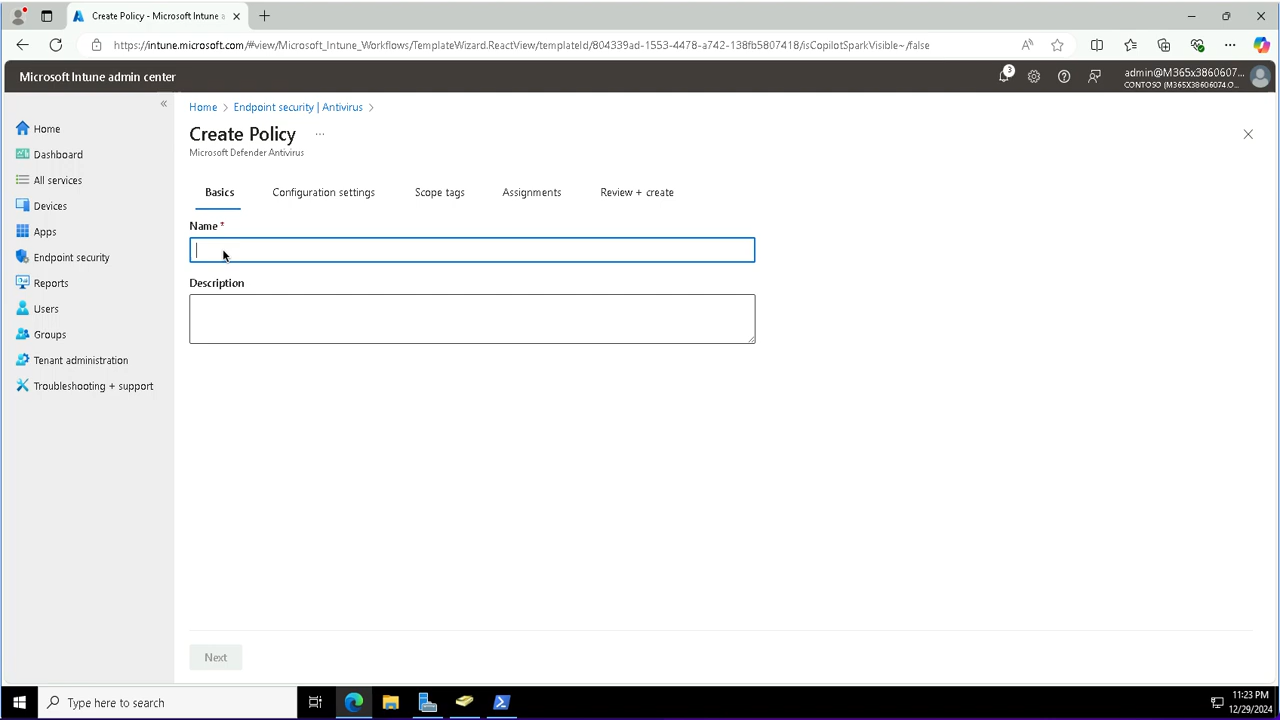 Create Policy - Microsoft Intune a
https://intune.microsoft.com/#view/Microsoft_Intune_Workflows/TemplateWizard.ReactView/templateId/804339ad-1553-4478-a742-138fb5807418/isCopilotSparkVisible~/false
Microsoft Intune admin center
3
admin@M365x3860607...
CONTOSO (M365X38606074.O...
Home
Dashboard
All services
Devices
Apps
Endpoint security
Reports
Users
Groups
Tenant administration
Troubleshooting + support
Home > Endpoint security | Antivirus >
Create Policy ...
Microsoft Defender Antivirus
Basics Configuration settings Scope tags Assignments Review + create
Name *
Description
Next
Type here to search
11:23 PM
12/29/2024